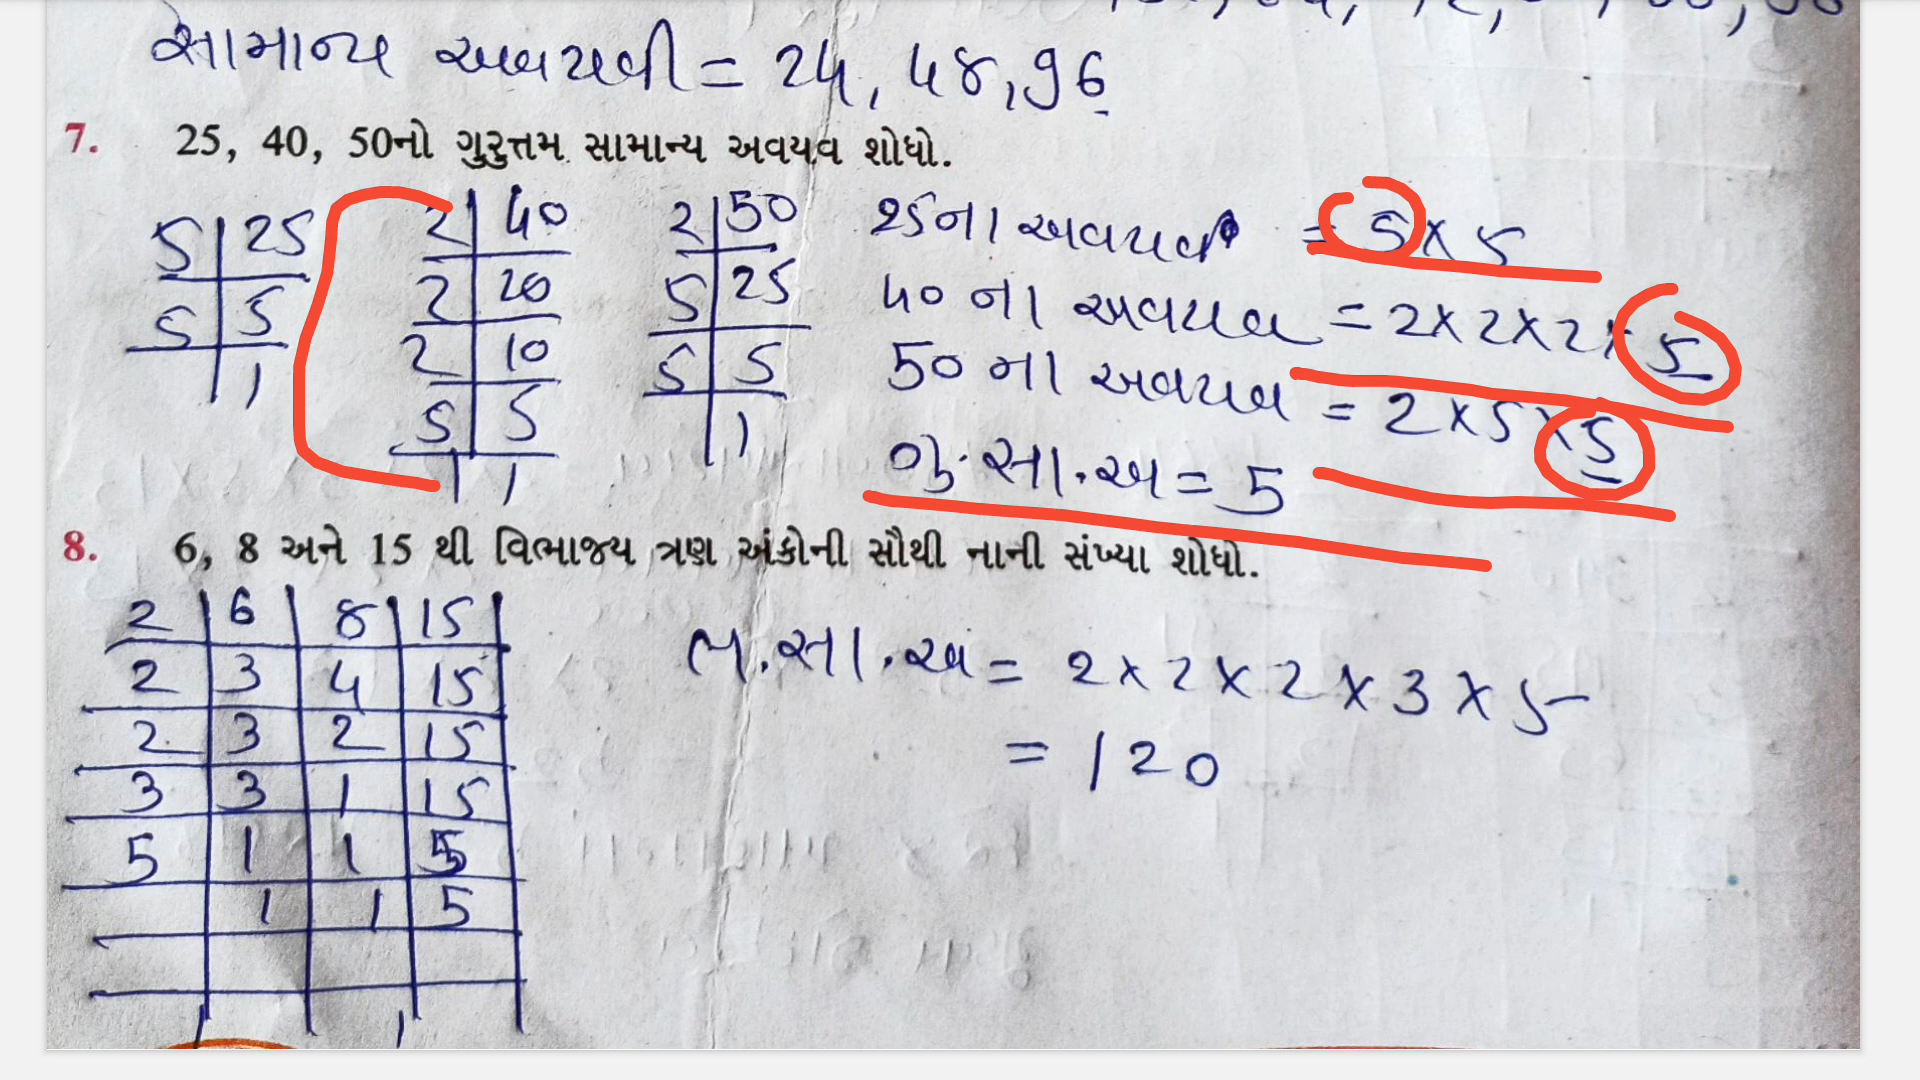 સામાન્ય અવયવી = 24, 48, 96
7. 25, 40, 50નો ગુરુત્તમ સામાન્ય અવયવ શોધો.
5 | 25
5 | 5
1
2 | 40
2 | 20
2 | 10
5 | 5
1 | 1
2 | 50
5 | 25
5 | 5
1
25ના અવયવ = 5 x 5
40 ના અવયવ = 2 x 2 x 2 x 5
50 ના અવયવ = 2 x 5 x 5
ગુ.સા.અ = 5
8. 6, 8 અને 15 થી વિભાજ્ય ત્રણ અંકોની સૌથી નાની સંખ્યા શોધો.
2 | 6 | 8 | 15
2 | 3 | 4 | 15
2 | 3 | 2 | 15
3 | 3 | 1 | 15
5 | 1 | 1 | 5
1 | 1 | 5
લ.સા.અ = 2 x 2 x 2 x 3 x 5
= 120